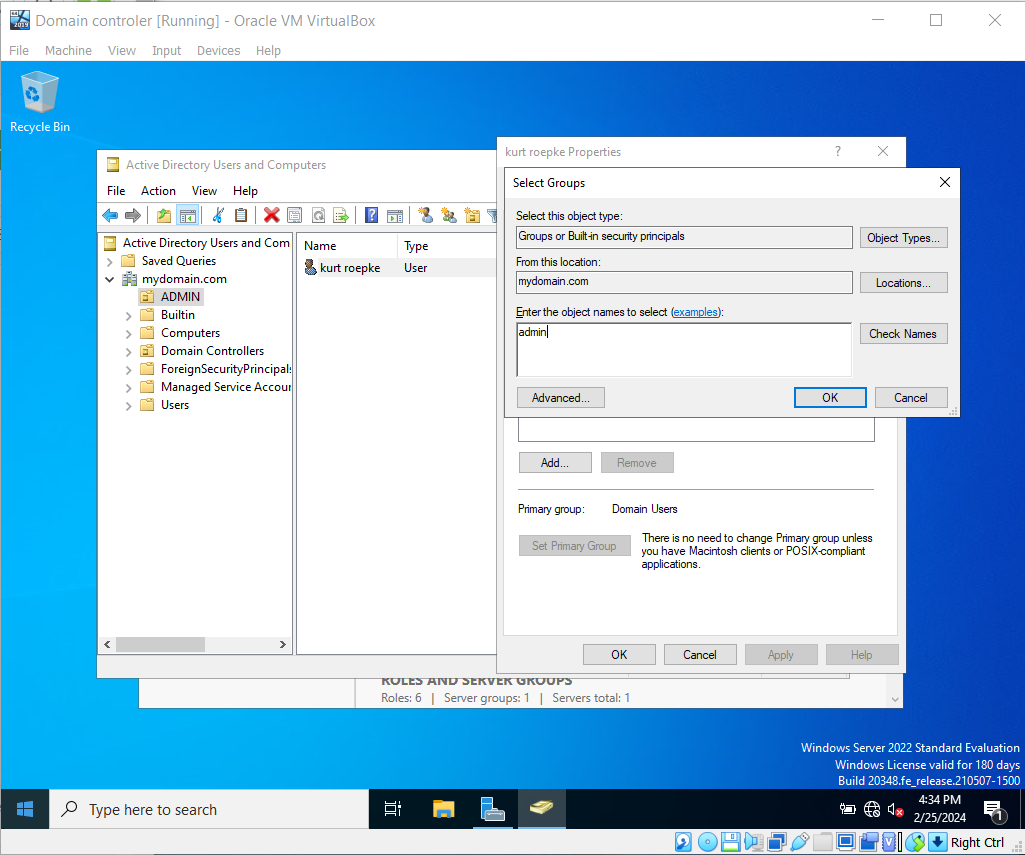 Domain controler [Running] - Oracle VM VirtualBox
File Machine View Input Devices Help
Recycle Bin
Active Directory Users and Computers
File Action View Help
Active Directory Users and Com
Saved Queries
mydomain.com
ADMIN
Builtin
Computers
Domain Controllers
ForeignSecurityPrincipals
Managed Service Accour
Users
Name Type
kurt roepke User
kurt roepke Properties
Select Groups
Select this object type:
Groups or Built-in security principals
Object Types...
From this location:
mydomain.com
Locations...
Enter the object names to select (examples):
admin
Check Names
Advanced...
OK
Cancel
Add...
Remove
Primary group: Domain Users
Set Primary Group
There is no need to change Primary group unless
you have Macintosh clients or POSIX-compliant
applications.
OK
Cancel
Apply
Help
ROLES AND SERVER GROUPS
Roles: 6 | Server groups: 1 | Servers total: 1
Windows Server 2022 Standard Evaluation
Windows License valid for 180 days
Build 20348.fe_release.210507-1500
Type here to search
4:34 PM
2/25/2024
1
Right Ctrl